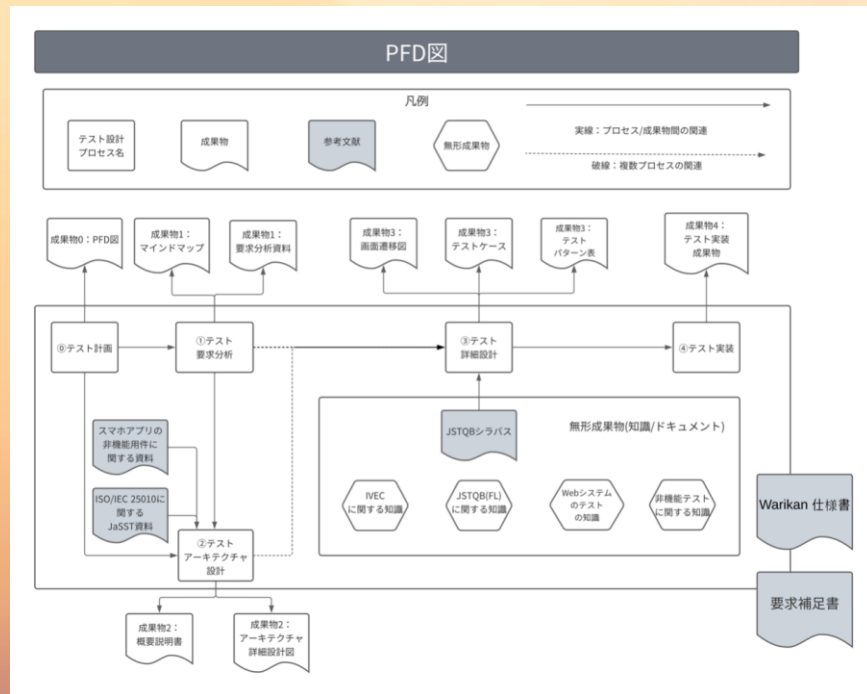 PFD図
凡例
テスト設計
プロセス名
成果物
参考文献
無形成果物
実線：プロセス/成果物間の関連
破線：複数プロセスの関連
成果物0：PFD図
成果物1：
マインドマップ
成果物1：
要求分析資料
成果物3：
画面遷移図
成果物3：
テストケース
成果物3：
テスト
パターン表
成果物4：
テスト実装
成果物
⓪テスト計画
①テスト
要求分析
③テスト
詳細設計
④テスト実装
スマホアプリの
非機能用件に
関する資料
ISO/IEC 25010に
関する
JaSST資料
②テスト
アーキテクチャ
設計
JSTQBシラバス
無形成果物(知識/ドキュメント)
IVEC
に関する知識
JSTQB(FL)
に関する知識
Webシステム
のテスト
の知識
非機能テスト
に関する知識
Warikan 仕様書
要求補足書
成果物2：
概要説明書
成果物2：
アーキテクチャ
詳細設計図